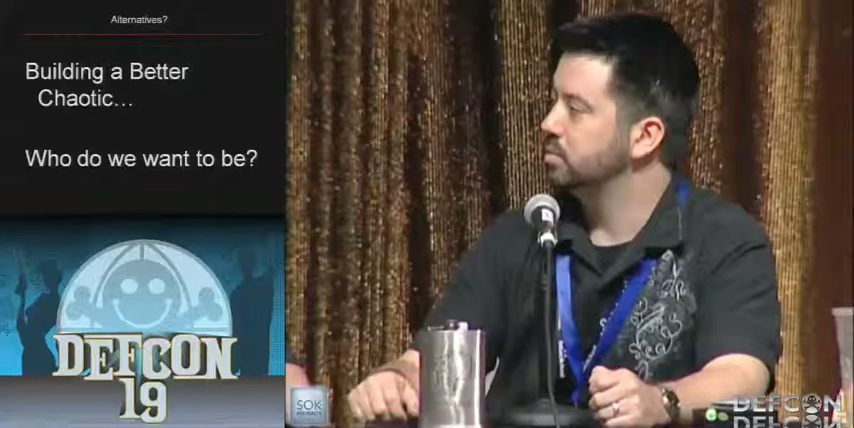 Alternatives?
Building a Better
Chaotic...
Who do we want to be?
DEFCON
19
SOK
DEFCON